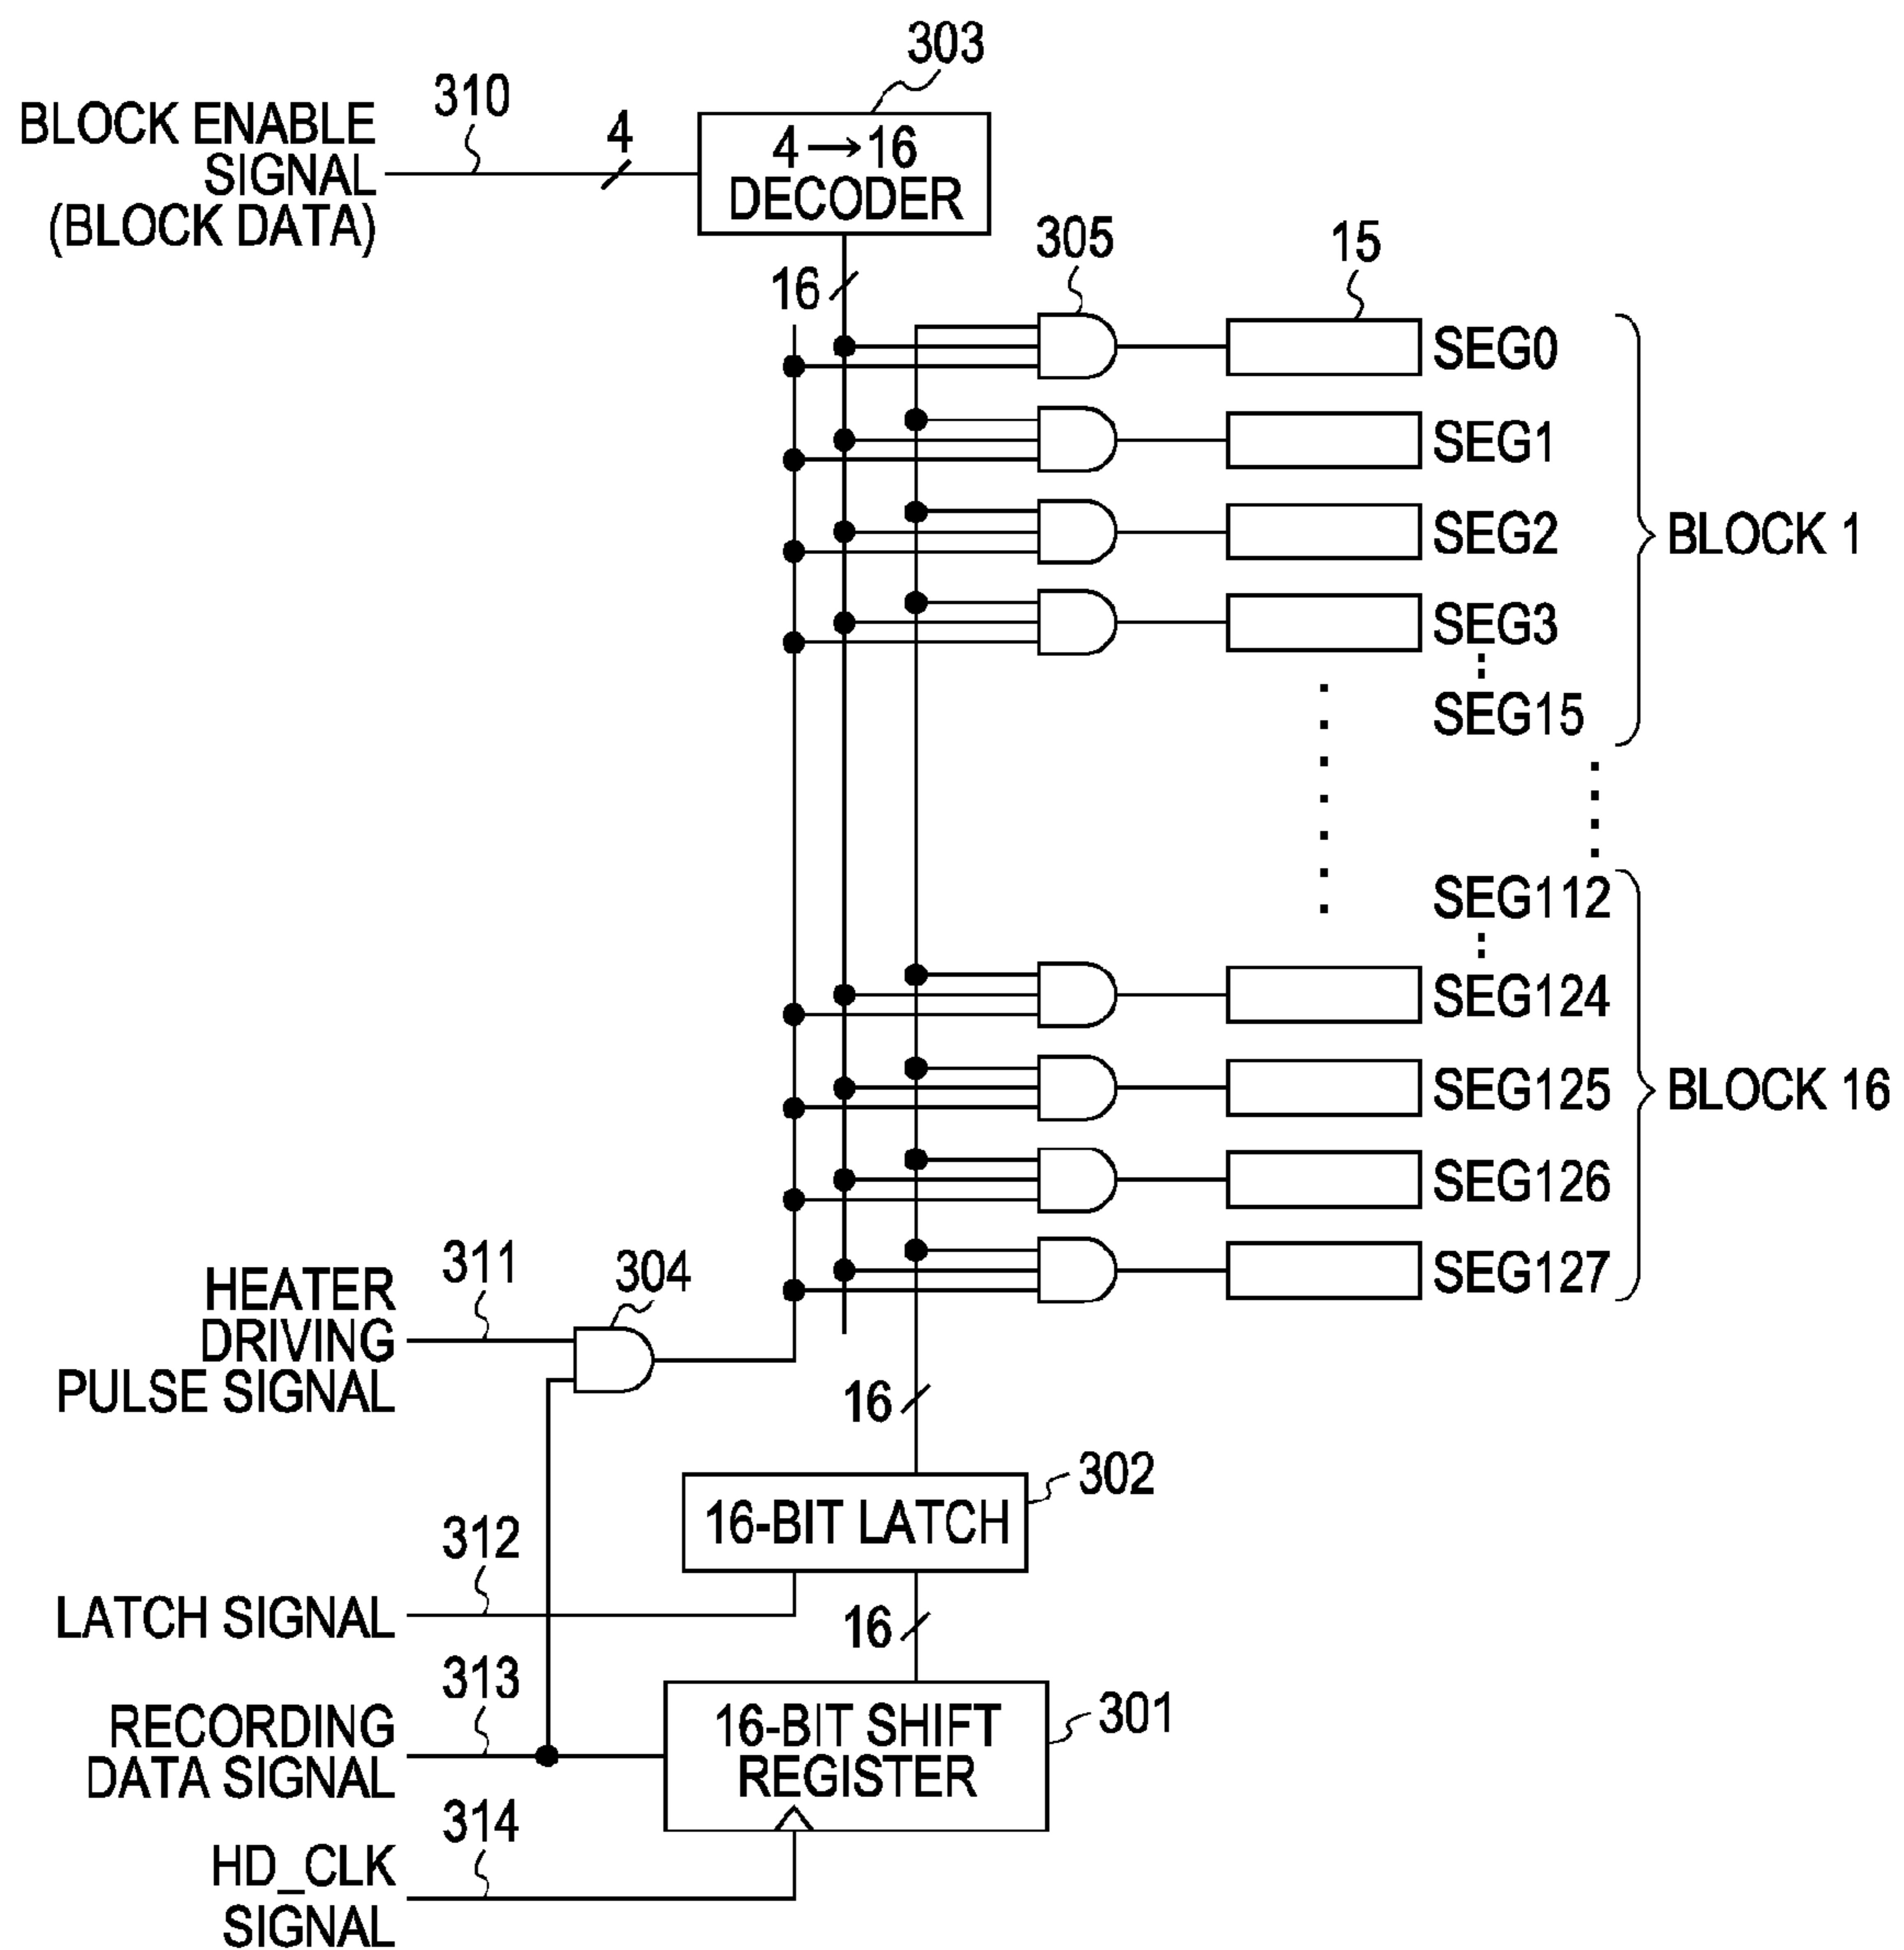 303
310
BLOCK ENABLE
SIGNAL
(BLOCK DATA)
4
4→16
DECODER
16
305
15
SEG0
SEG1
SEG2
SEG3
SEG15
BLOCK 1
SEG112
SEG124
SEG125
SEG126
SEG127
BLOCK 16
311
304
HEATER
DRIVING
PULSE SIGNAL
16
302
16-BIT LATCH
312
LATCH SIGNAL
16
313
RECORDING
DATA SIGNAL
301
16-BIT SHIFT
REGISTER
314
HD_CLK
SIGNAL